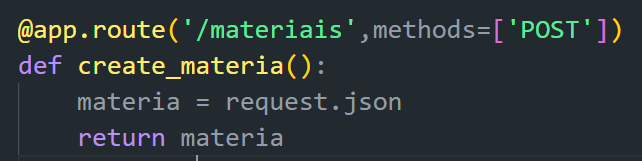 @app.route('/materiais',methods=['POST'])
def create_materia():
    materia = request.json
    return materia